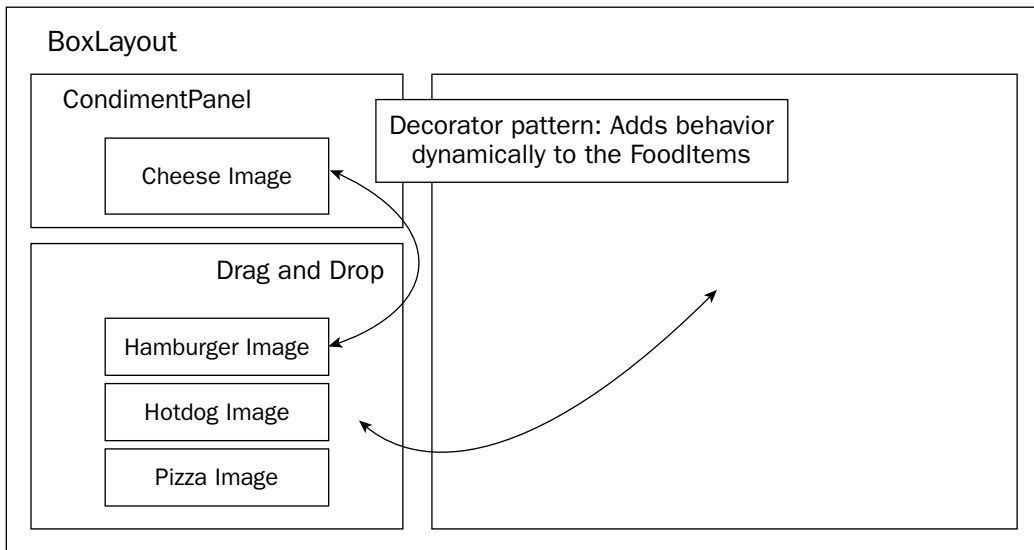 BoxLayout
CondimentPanel
Cheese Image
Decorator pattern: Adds behavior
dynamically to the FoodItems
Drag and Drop
Hamburger Image
Hotdog Image
Pizza Image